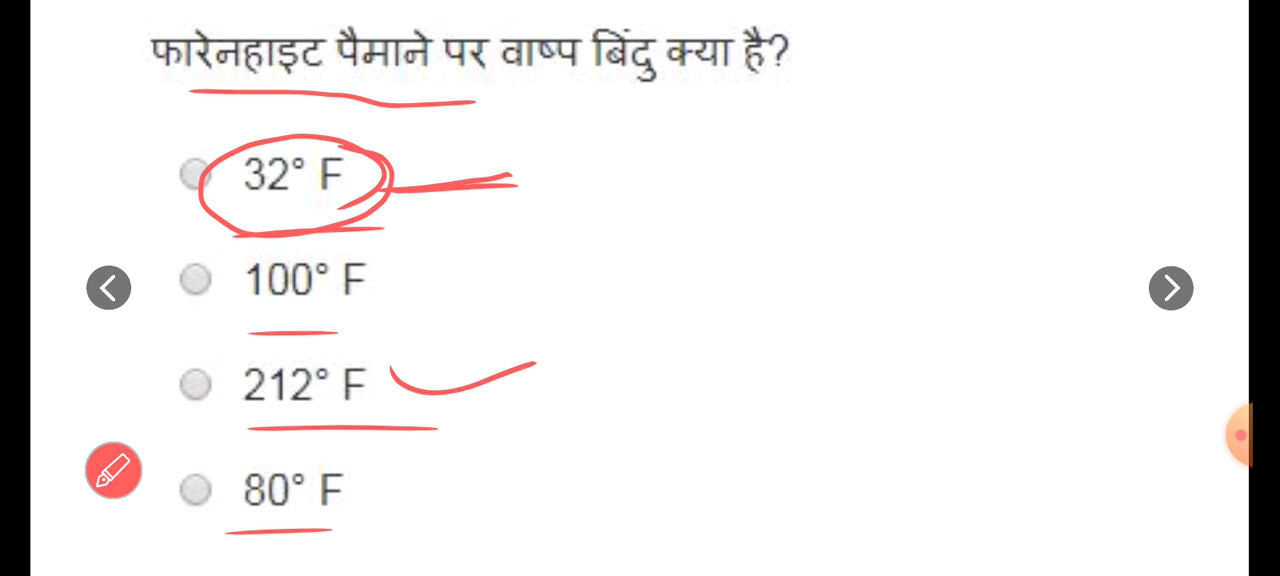 फारेनहाइट पैमाने पर वाष्प बिंदु क्या है?
32° F
100° F
212° F
80° F